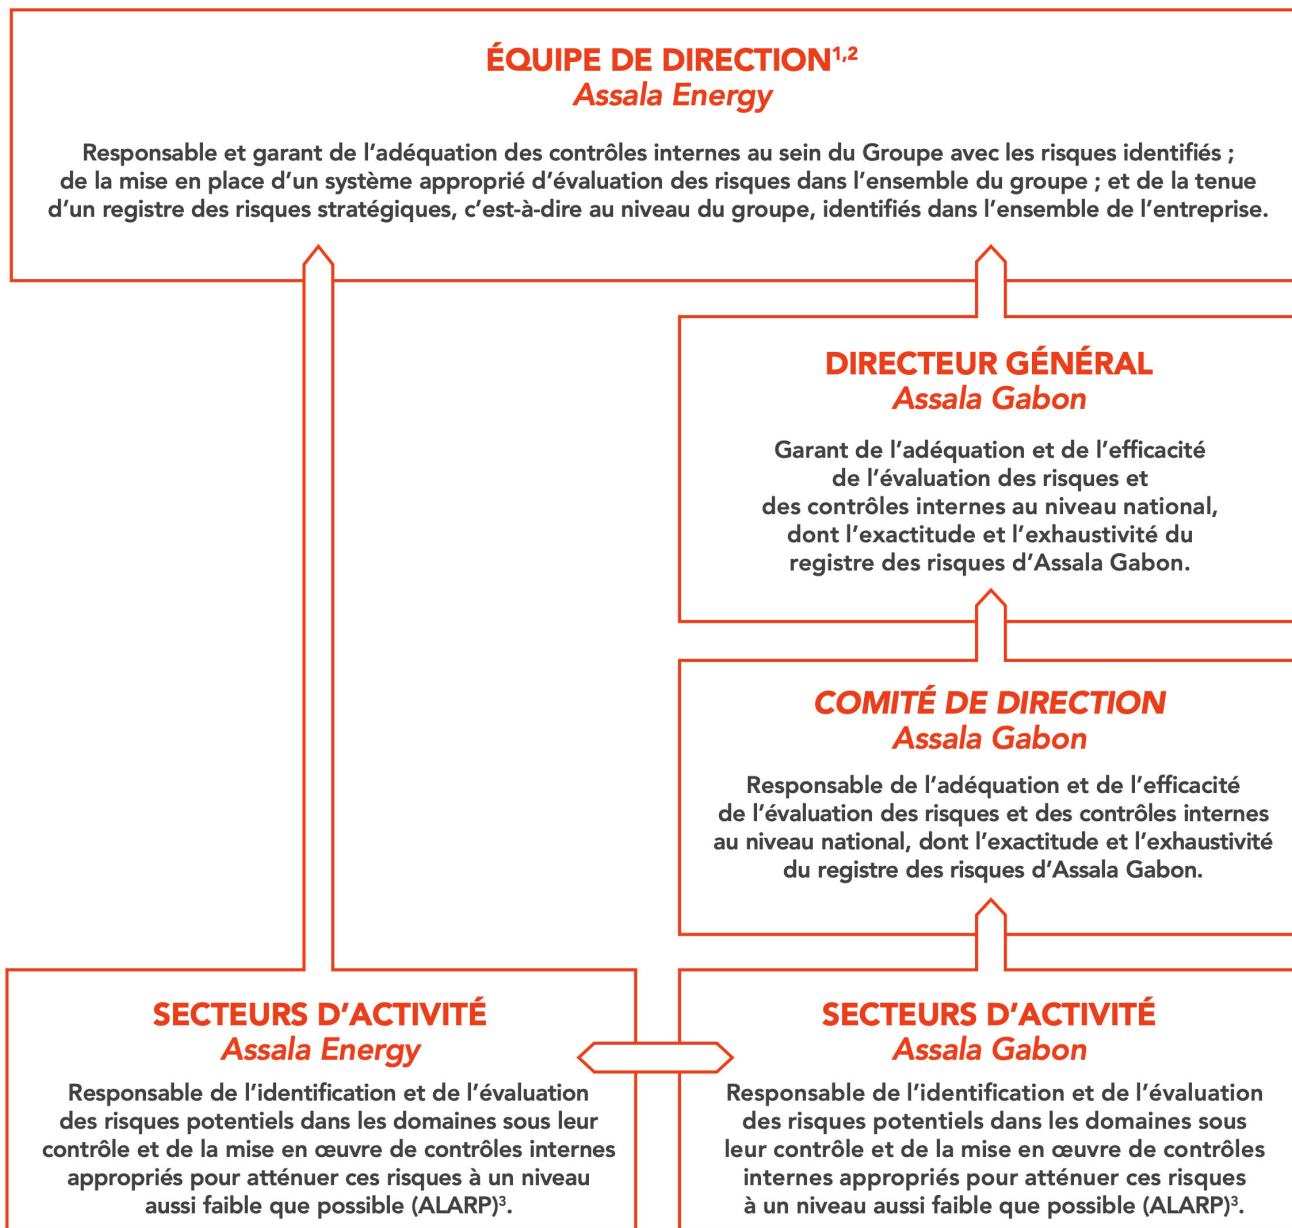 ÉQUIPE DE DIRECTION¹,²
Assala Energy
Responsable et garant de l’adéquation des contrôles internes au sein du Groupe avec les risques identifiés ;
de la mise en place d’un système approprié d’évaluation des risques dans l’ensemble du groupe ; et de la tenue
d’un registre des risques stratégiques, c’est-à-dire au niveau du groupe, identifiés dans l’ensemble de l’entreprise.
DIRECTEUR GÉNÉRAL
Assala Gabon
Garant de l’adéquation et de l’efficacité
de l’évaluation des risques et
des contrôles internes au niveau national,
dont l’exactitude et l’exhaustivité du
registre des risques d’Assala Gabon.
COMITÉ DE DIRECTION
Assala Gabon
Responsable de l’adéquation et de l’efficacité
de l’évaluation des risques et des contrôles internes
au niveau national, dont l’exactitude et l’exhaustivité
du registre des risques d’Assala Gabon.
SECTEURS D’ACTIVITÉ
Assala Energy
Responsable de l’identification et de l’évaluation
des risques potentiels dans les domaines sous leur
contrôle et de la mise en œuvre de contrôles internes
appropriés pour atténuer ces risques à un niveau
aussi faible que possible (ALARP)³.
SECTEURS D’ACTIVITÉ
Assala Gabon
Responsable de l’identification et de l’évaluation
des risques potentiels dans les domaines sous
leur contrôle et de la mise en œuvre de contrôles
internes appropriés pour atténuer ces risques
à un niveau aussi faible que possible (ALARP)³.